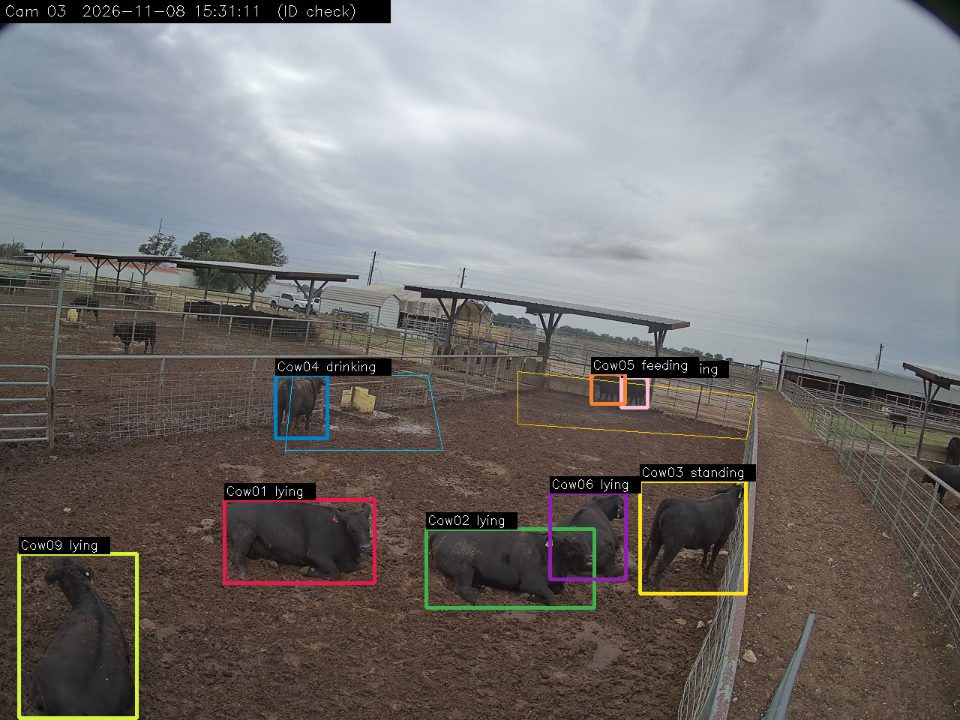 Cam 03  2026-11-08 15:31:11  (ID check)
Cow04 drinking
Cow05 feeding
ing
Cow03 standing
Cow06 lying
Cow01 lying
Cow02 lying
Cow09 lying